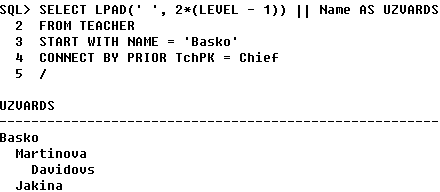 SQL> SELECT LPAD(' ', 2*(LEVEL - 1)) || Name AS UZVARDS
  2  FROM TEACHER
  3  START WITH NAME = 'Basko'
  4  CONNECT BY PRIOR TchPK = Chief
  5  /

UZVARDS
-------------------------------------------------------
Basko
  Martinova
    Davidovs
  Jakina